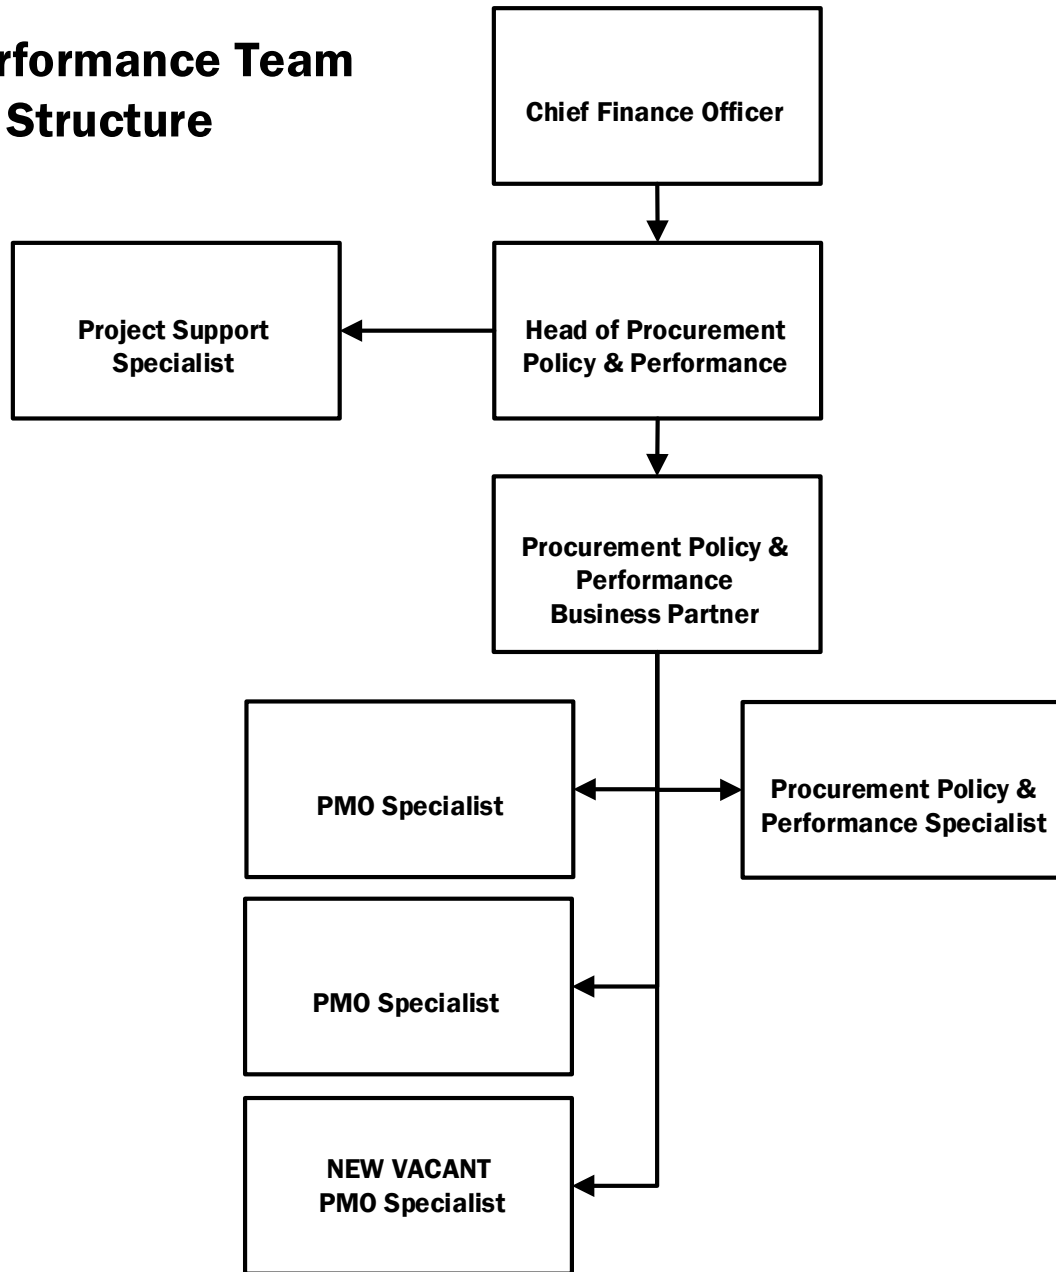 rformance Team
Structure
Chief Finance Officer
Project Support
Specialist
Head of Procurement
Policy & Performance
Procurement Policy &
Performance
Business Partner
PMO Specialist
Procurement Policy &
Performance Specialist
PMO Specialist
NEW VACANT
PMO Specialist